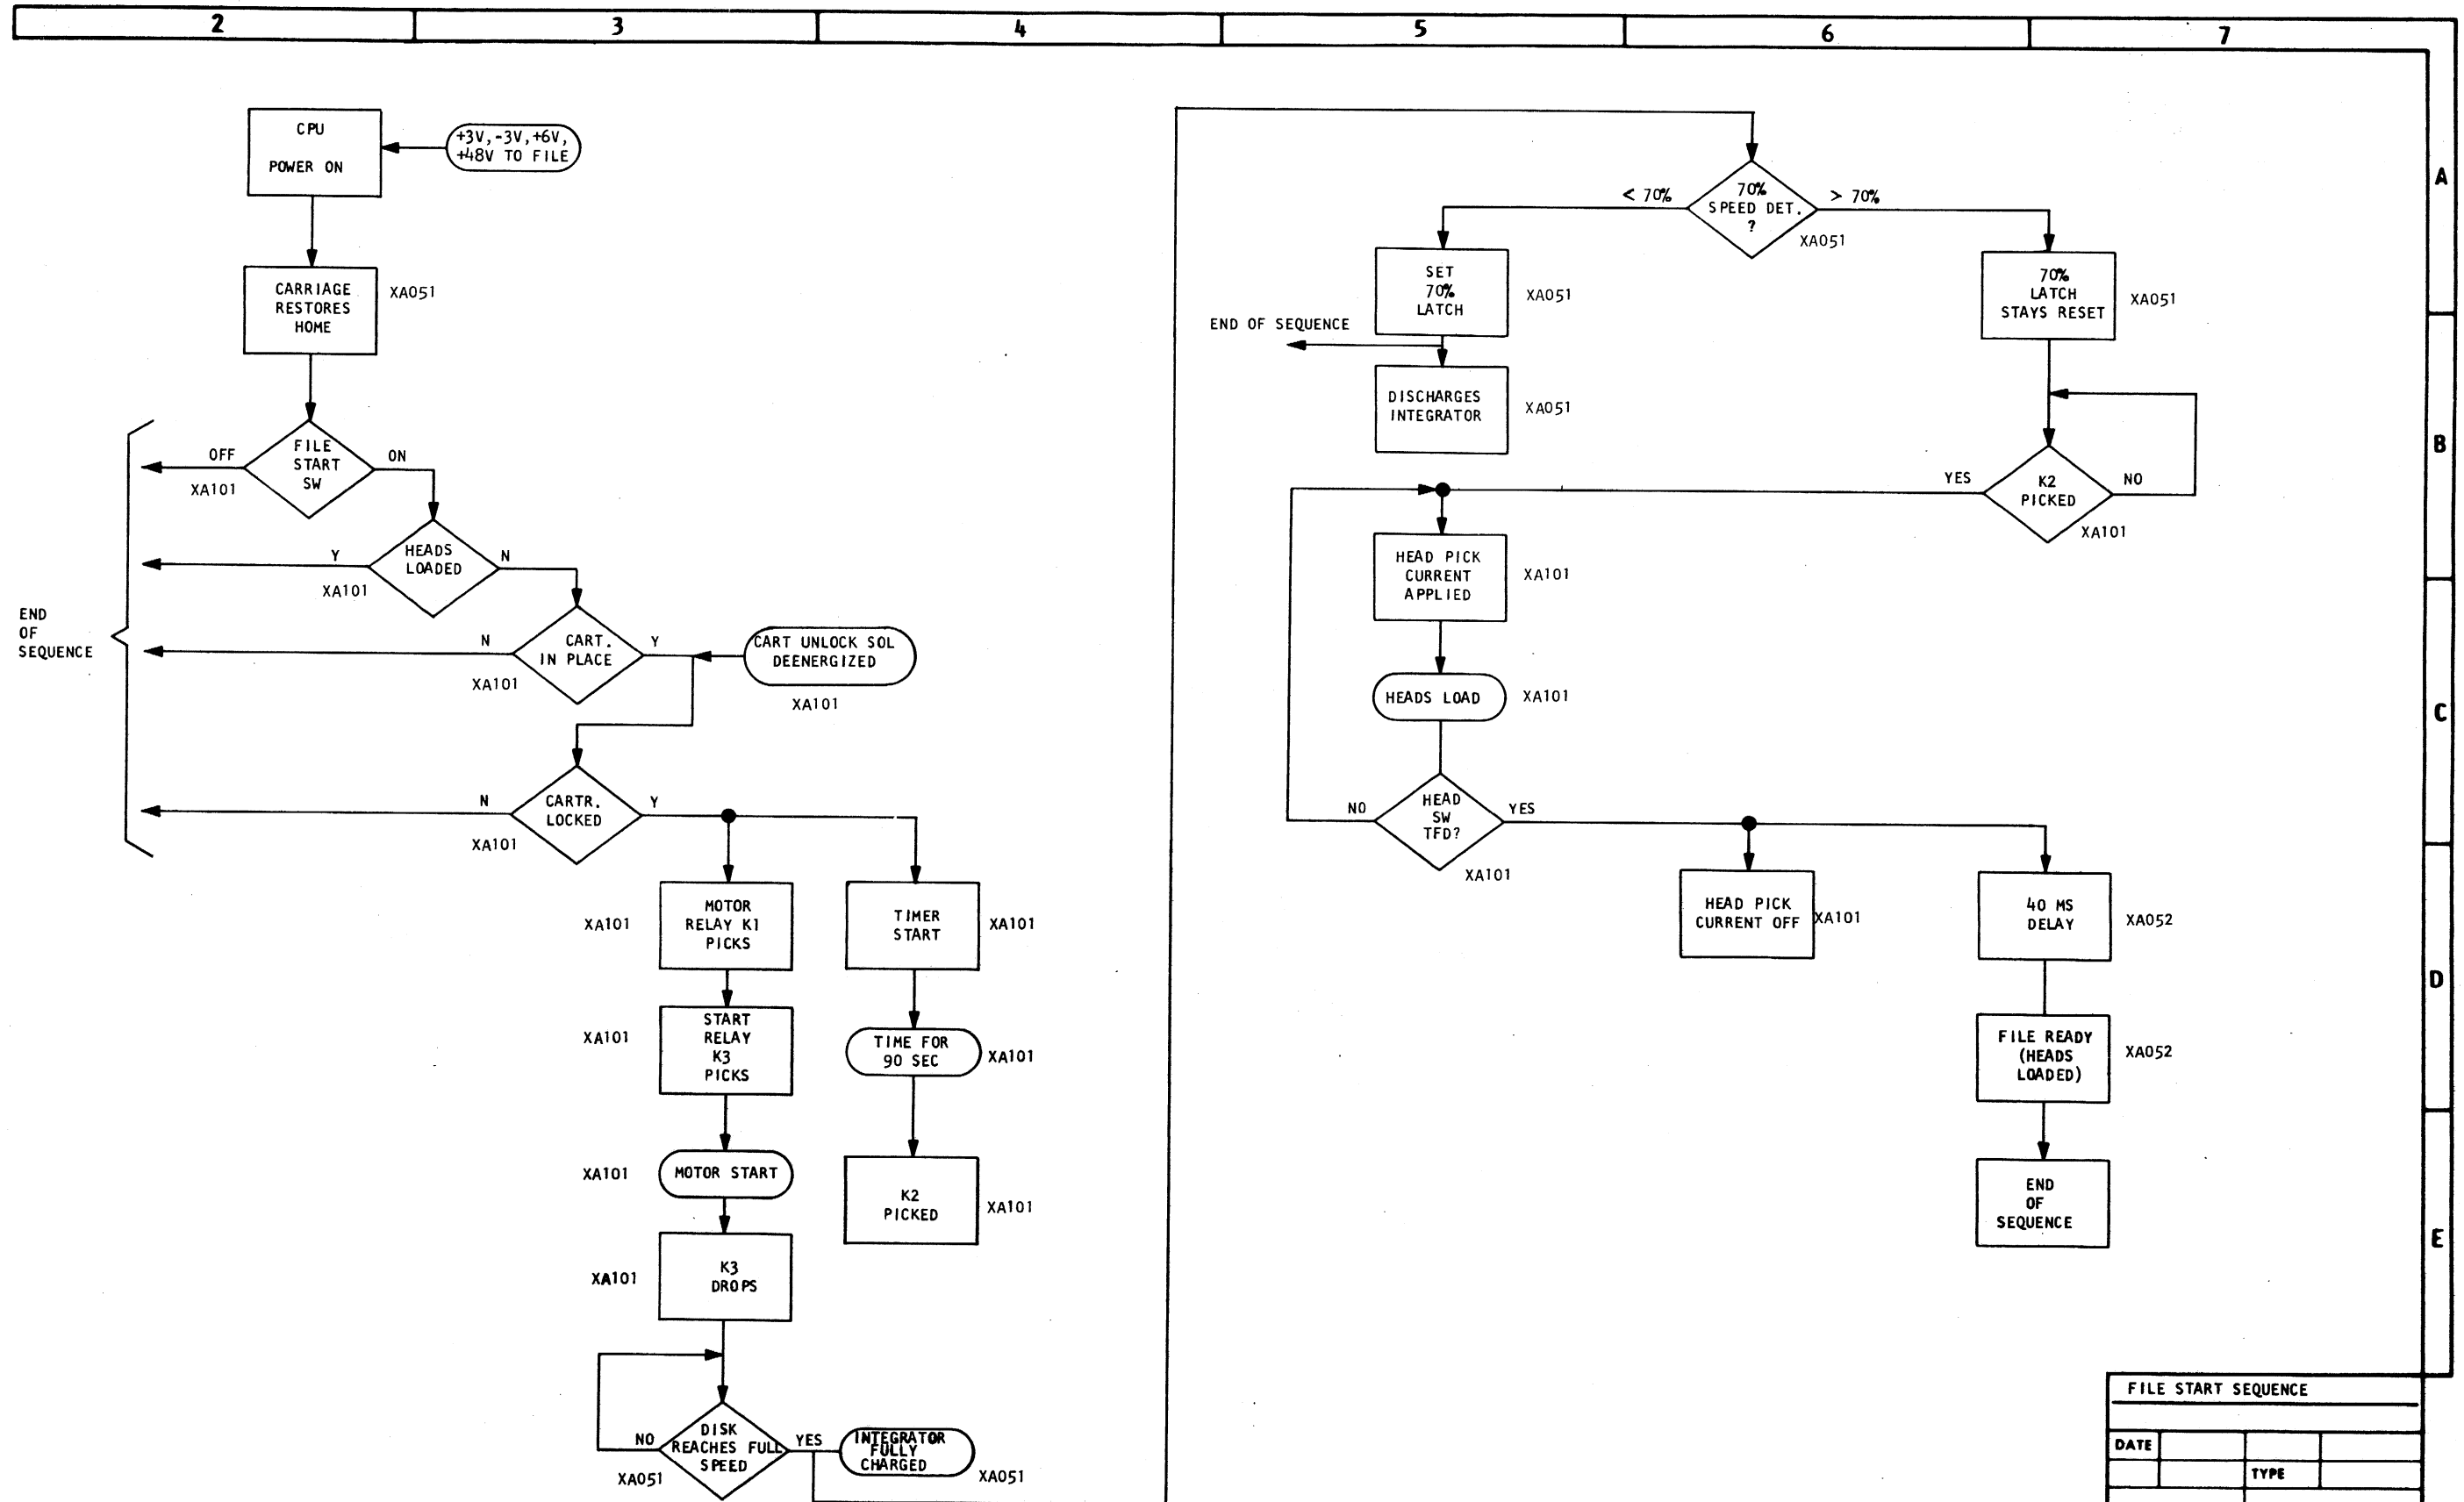 2 3 4 5 6 7
A
B
C
D
E
CPU
POWER ON
+3V,-3V,+6V,
+48V TO FILE
CARRIAGE
RESTORES
HOME
XA051
FILE
START
SW
OFF
ON
XA101
HEADS
LOADED
Y
N
XA101
CART.
IN PLACE
N
Y
XA101
CART UNLOCK SOL
DEENERGIZED
XA101
END
OF
SEQUENCE
CARTR.
LOCKED
N
Y
XA101
MOTOR
RELAY K1
PICKS
XA101
TIMER
START
XA101
START
RELAY
K3
PICKS
XA101
TIME FOR
90 SEC
XA101
MOTOR START
XA101
K2
PICKED
XA101
K3
DROPS
XA101
DISK
REACHES FULL
SPEED
NO
YES
XA051
INTEGRATOR
FULLY
CHARGED
XA051
70%
SPEED DET.
?
< 70%
> 70%
XA051
SET
70%
LATCH
XA051
70%
LATCH
STAYS RESET
XA051
END OF SEQUENCE
DISCHARGES
INTEGRATOR
XA051
K2
PICKED
YES
NO
XA101
HEAD PICK
CURRENT
APPLIED
XA101
HEADS LOAD
XA101
HEAD
SW
TFD?
NO
YES
XA101
HEAD PICK
CURRENT OFF
XA101
40 MS
DELAY
XA052
FILE READY
(HEADS
LOADED)
XA052
END
OF
SEQUENCE
FILE START SEQUENCE
DATE
TYPE